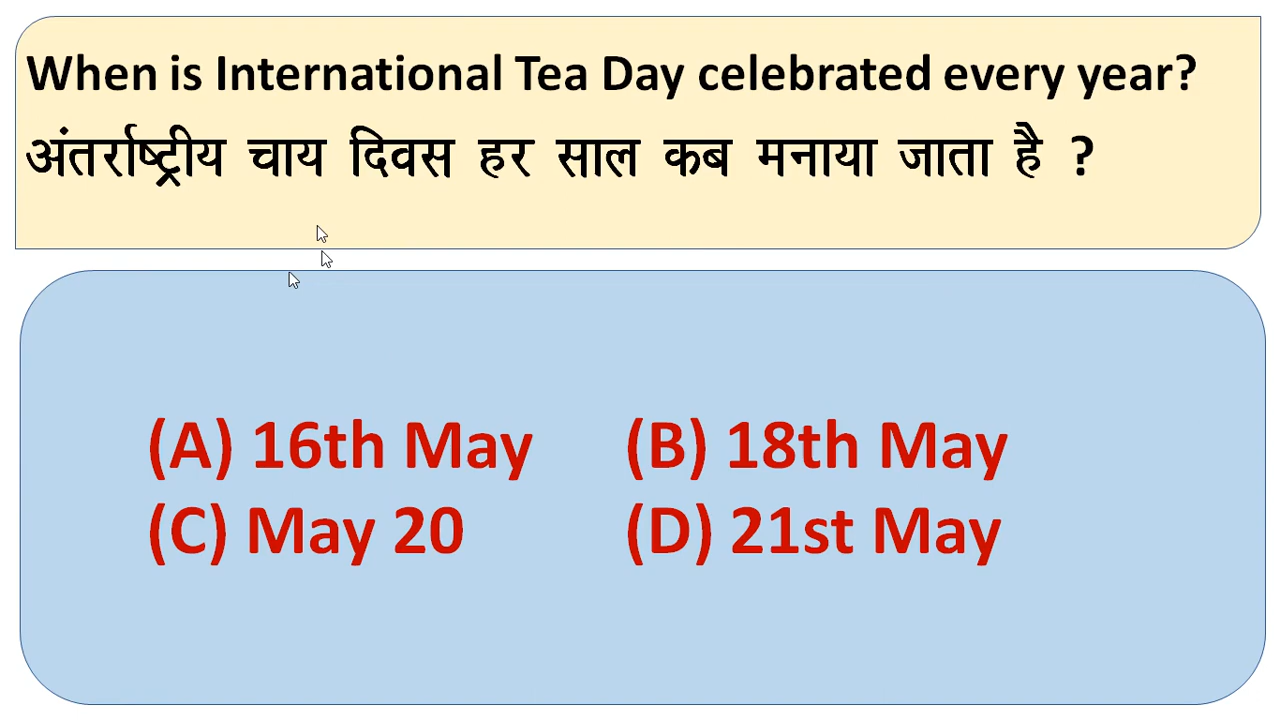 When is International Tea Day celebrated every year?
अंतर्राष्ट्रीय चाय दिवस हर साल कब मनाया जाता है ?
(A) 16th May (B) 18th May
(C) May 20 (D) 21st May